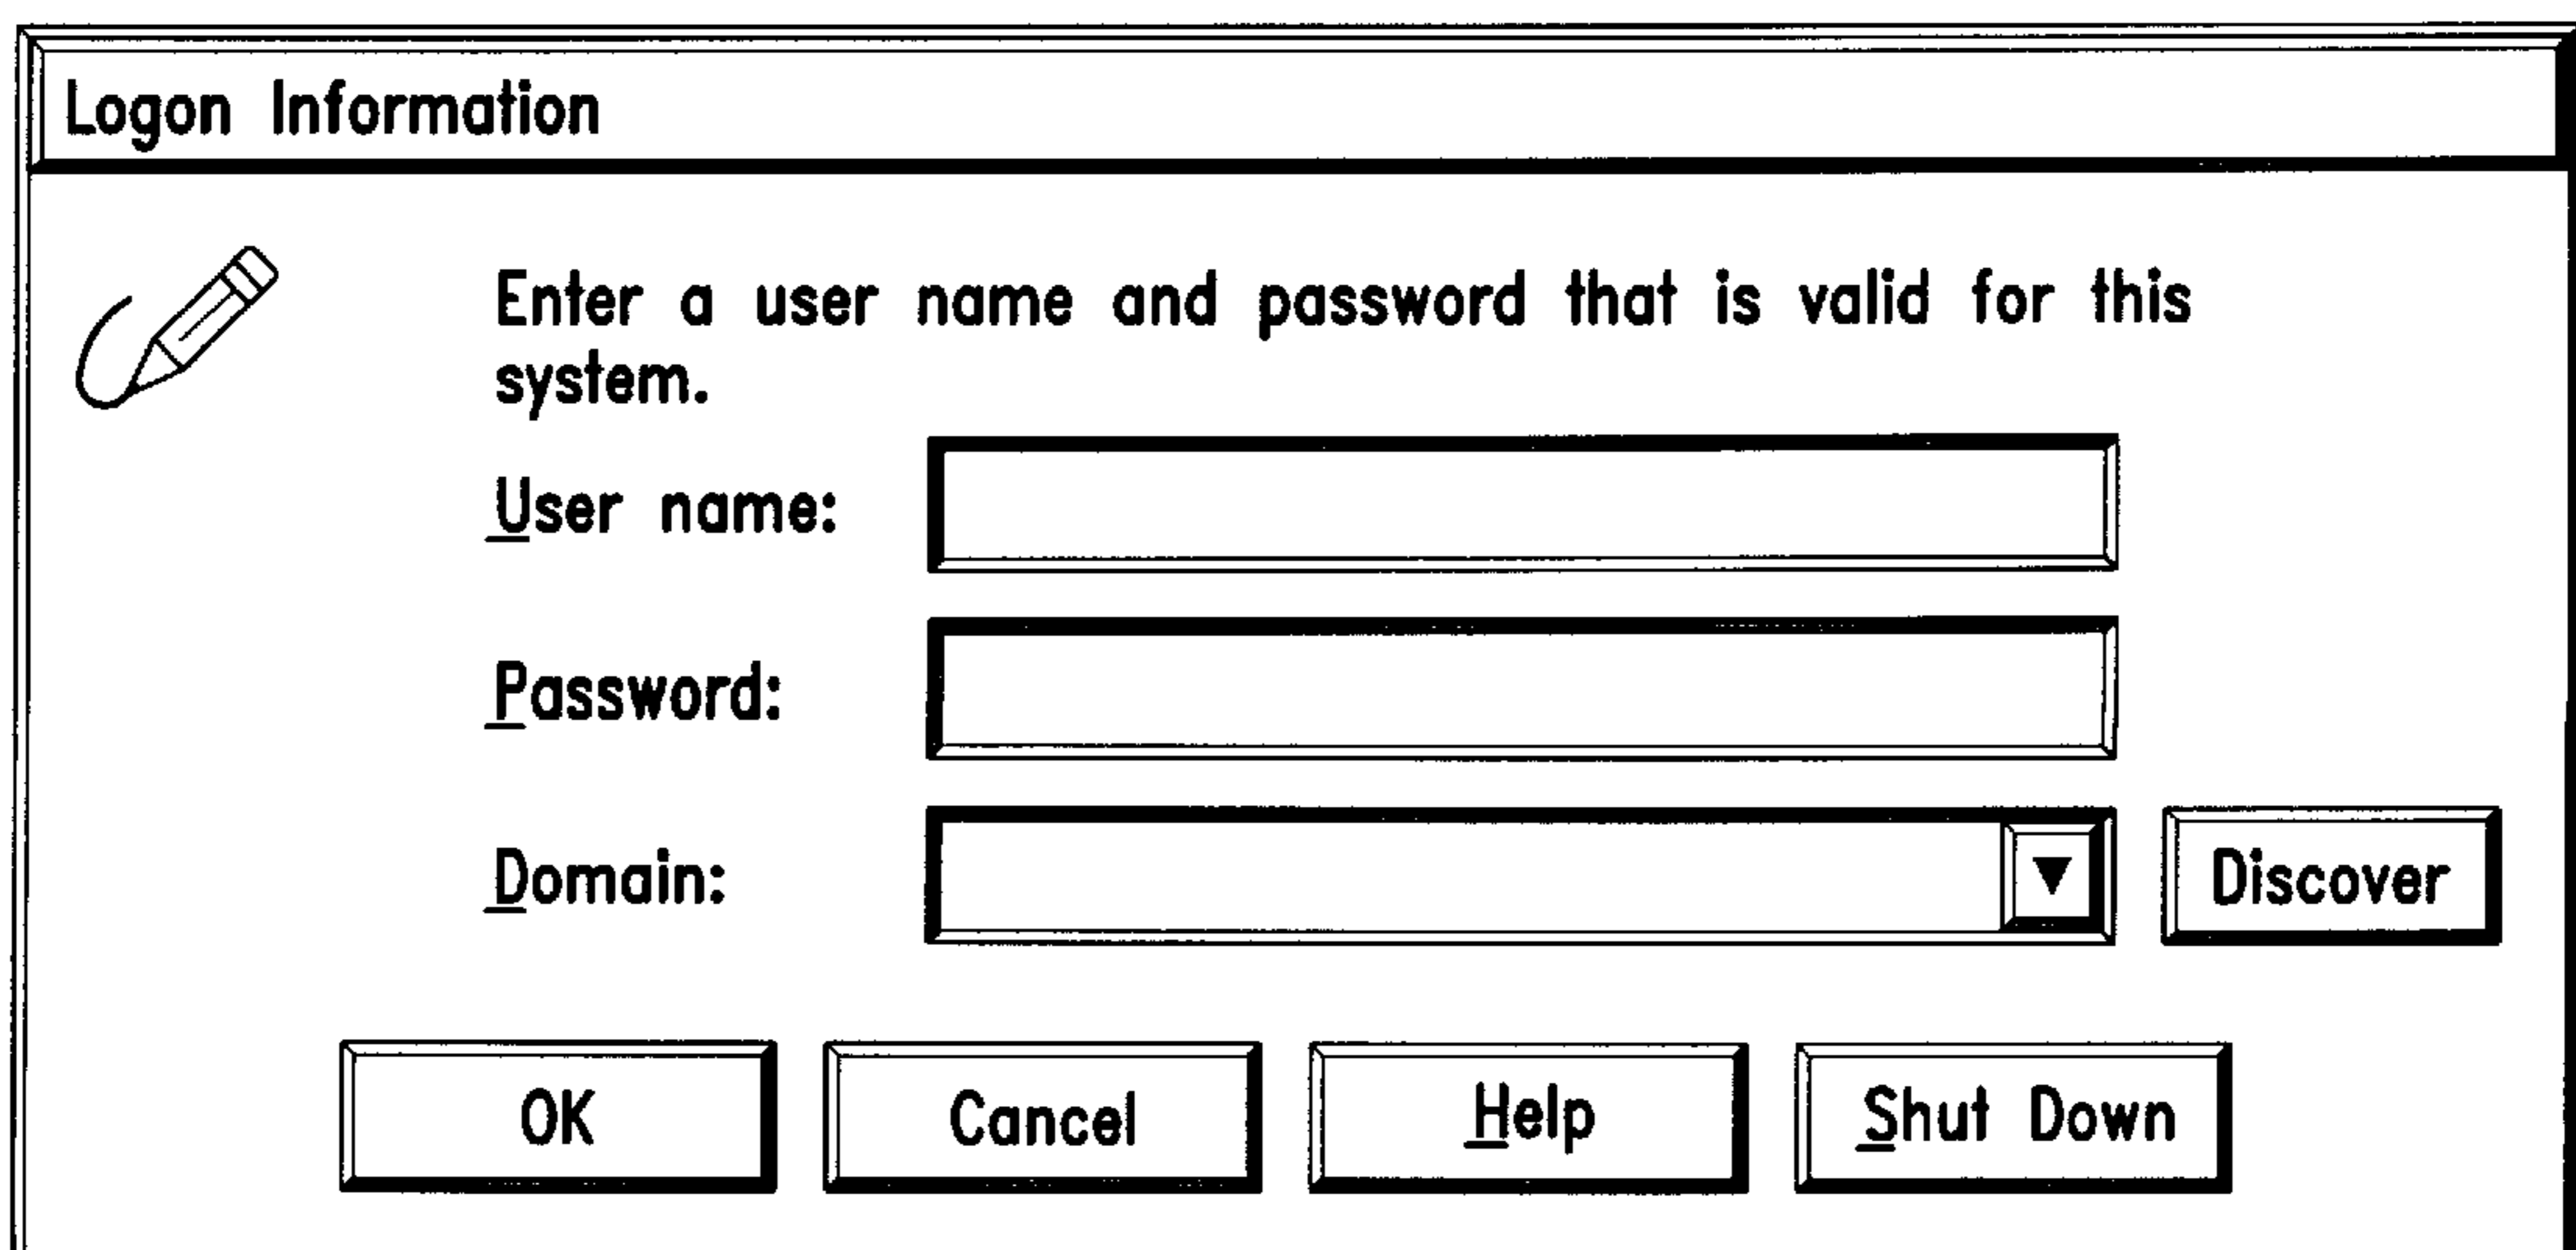 Logon Information
Enter a user name and password that is valid for this
system.
User name:
Password:
Domain:
Discover
OK
Cancel
Help
Shut Down